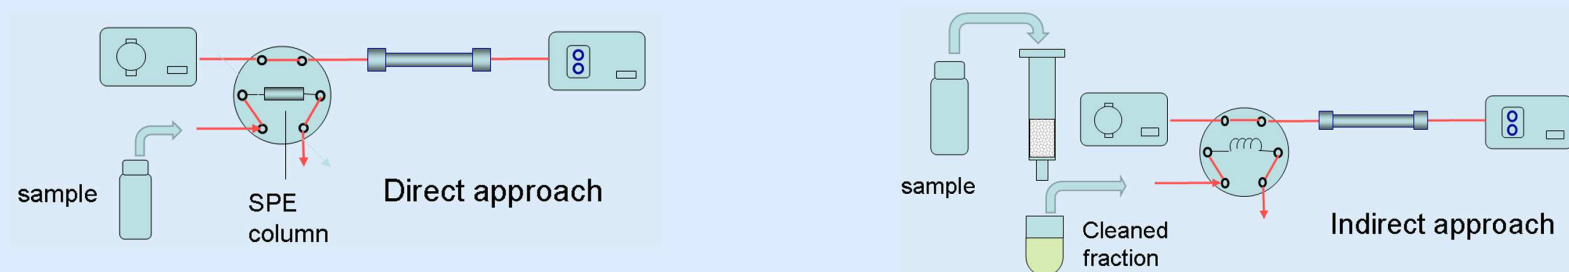 sample
SPE
column
Direct approach
sample
Cleaned
fraction
Indirect approach